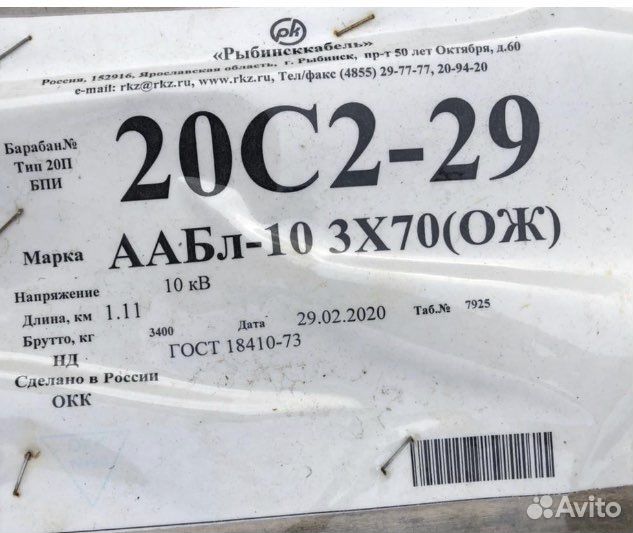 рк
«Рыбинсккабель»
Россия, 152916, Ярославская область, г. Рыбинск, пр-т 50 лет Октября, д.60
e-mail: rkz@rkz.ru, www.rkz.ru, Тел/факс (4855) 29-77-77, 20-94-20
Барабан№
Тип 20П
БПИ
20С2-29
Марка ААБл-10 3Х70(ОЖ)
Напряжение 10 кВ
Длина, км 1.11
Брутто, кг 3400 Дата 29.02.2020 Таб.№ 7925
НД ГОСТ 18410-73
Сделано в России
ОКК
Avito